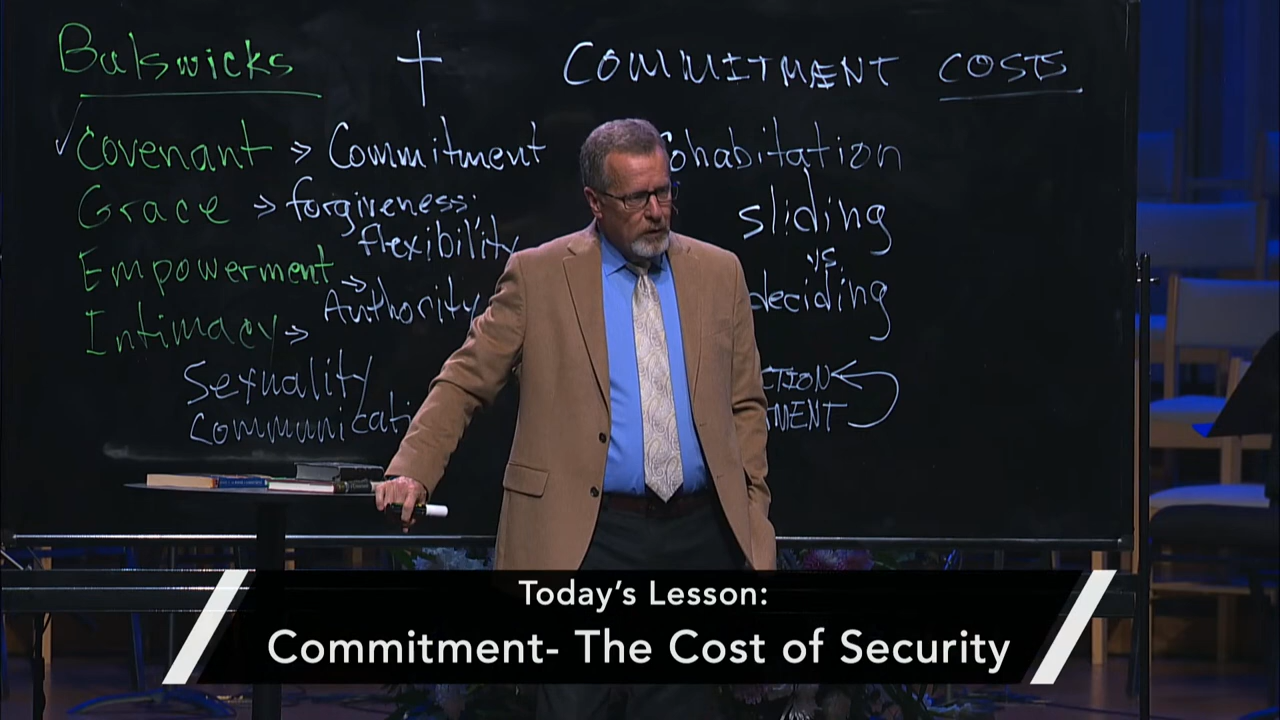 Balswicks
COMMITMENT COSTS
Covenant > Commitment
Grace > forgiveness:
flexibility
Empowerment
→ Authority
Intimacy >
Sexuality
Cohabitation
sliding
vs
deciding
Today's Lesson:
Commitment- The Cost of Security